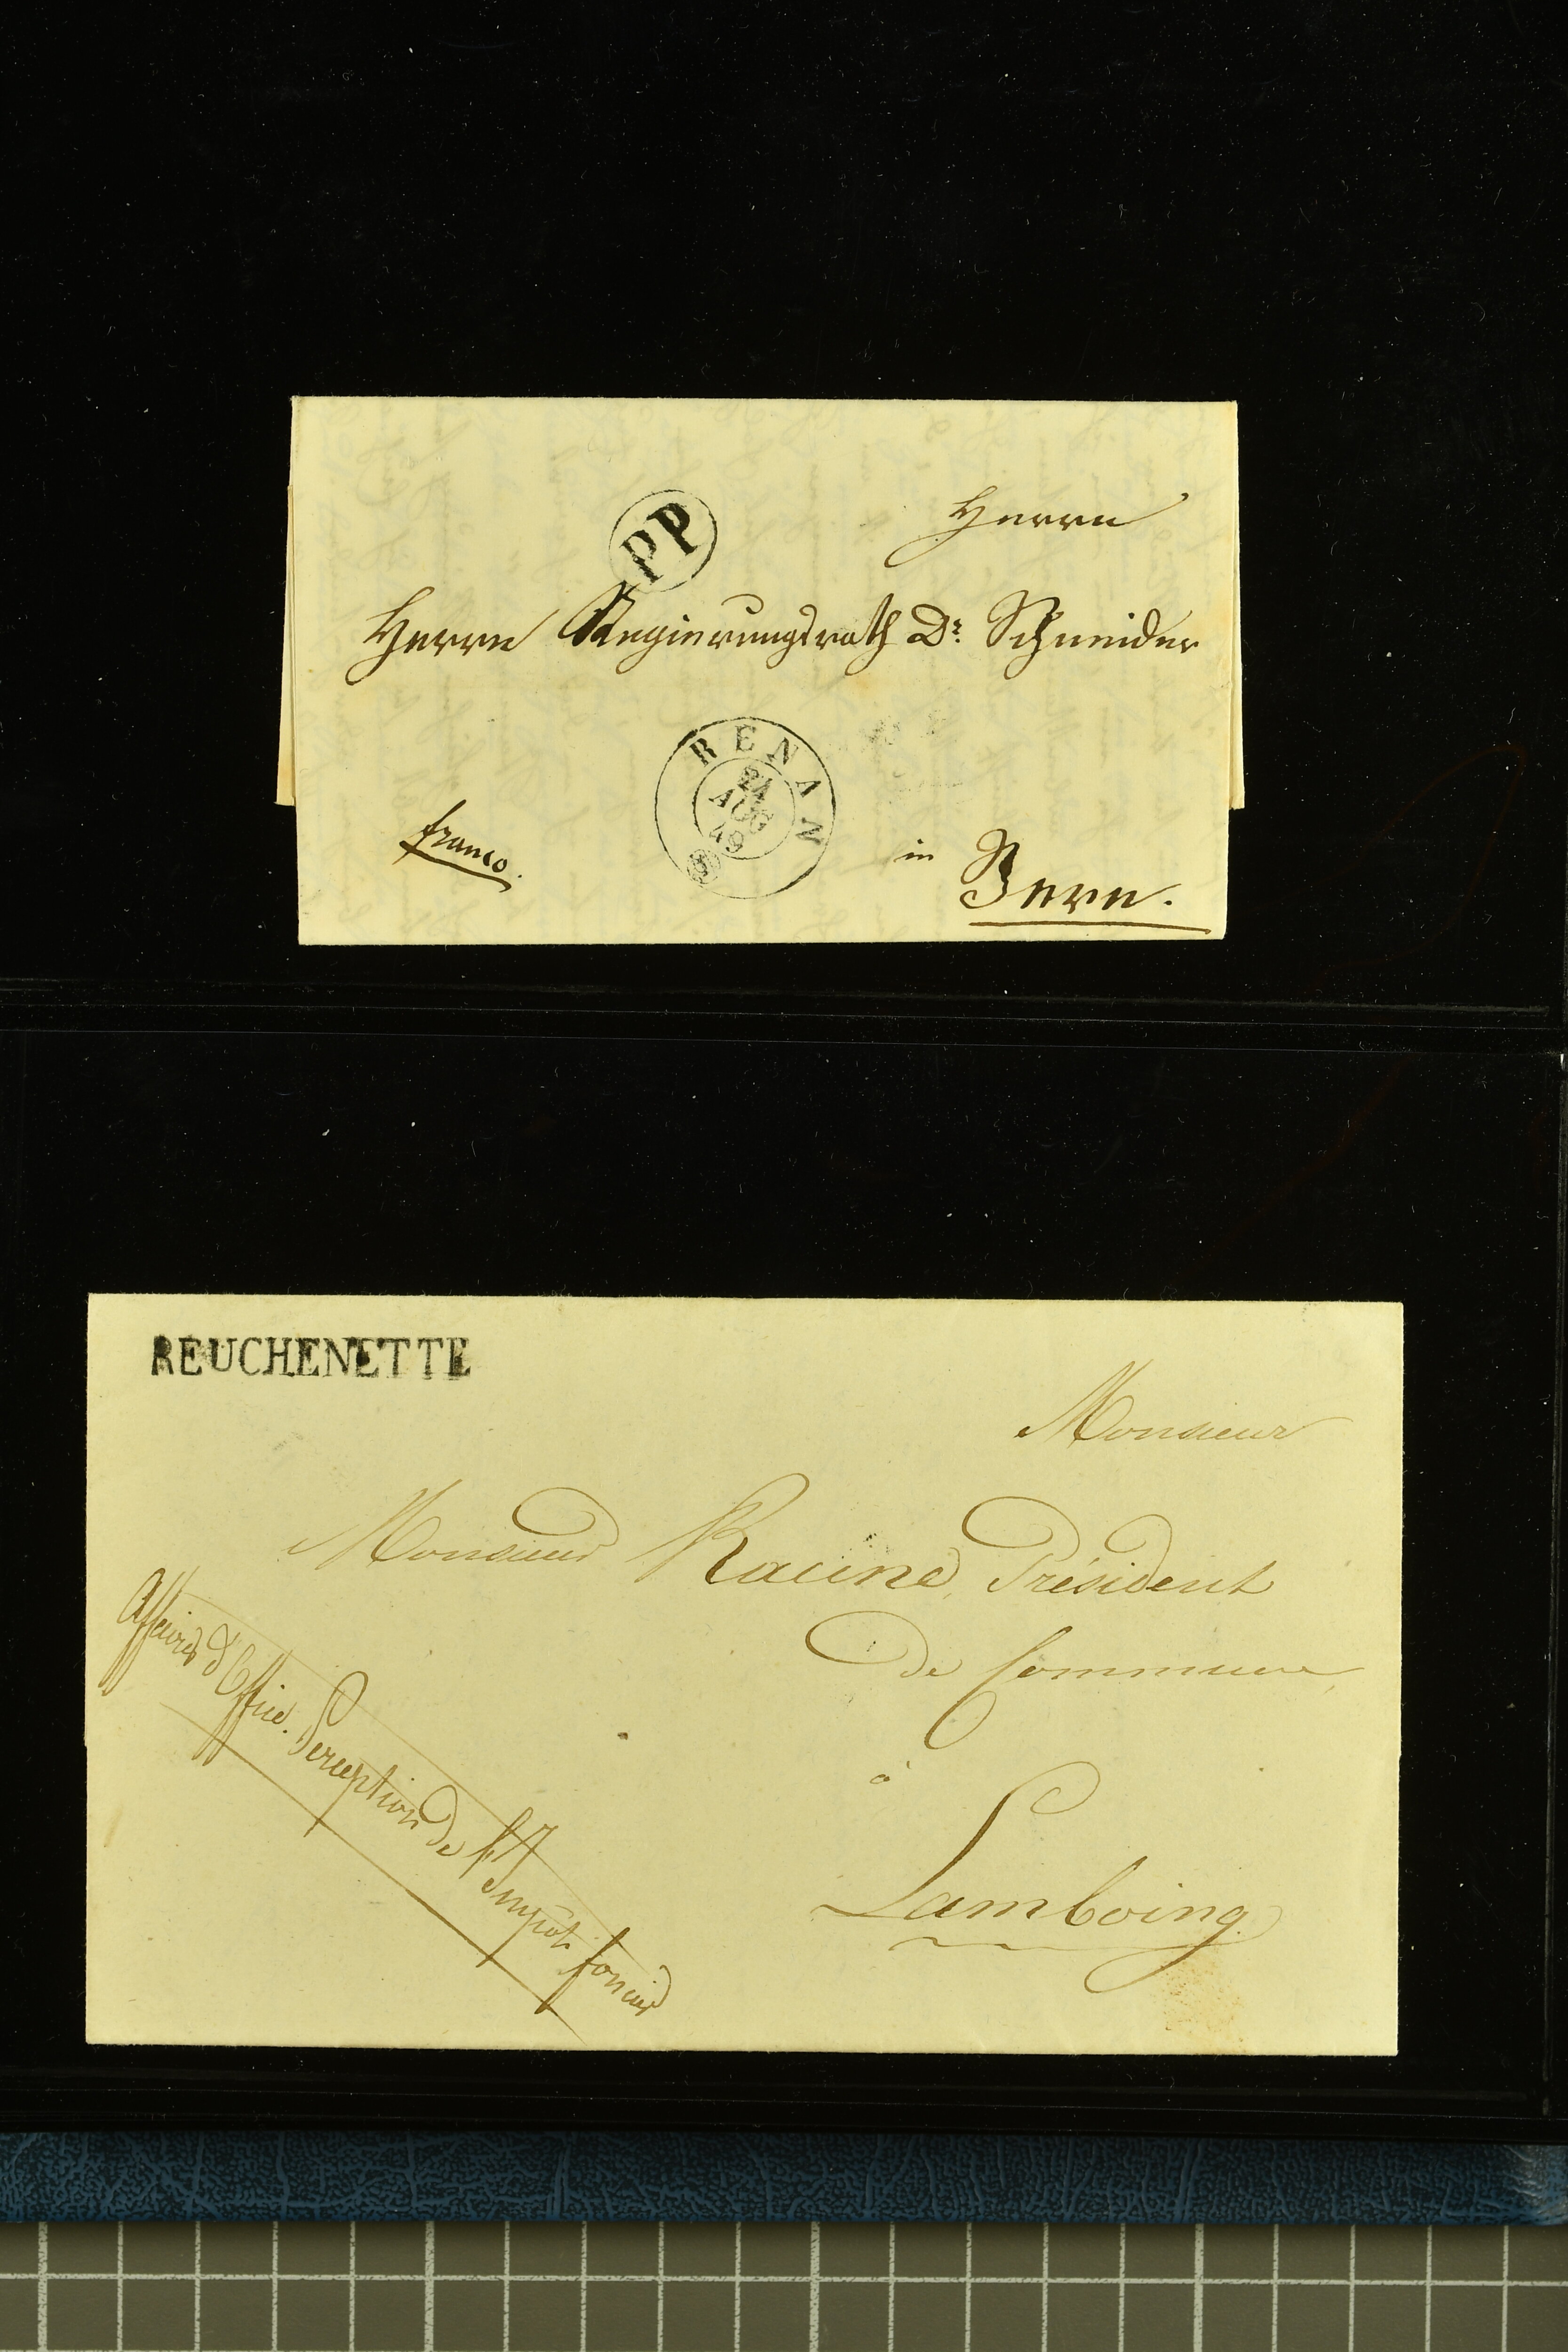 PP
Herrn
Herrn Regierungsrath Dr. Schneider
RENAN
24
AUG
49
franco.
in
Bern.
REUCHENETTE
Monsieur
Monsieur Racine, Président
de Commune,
à
Lamboing.
Affaires d'Office. Perception de l'Impôt foncier